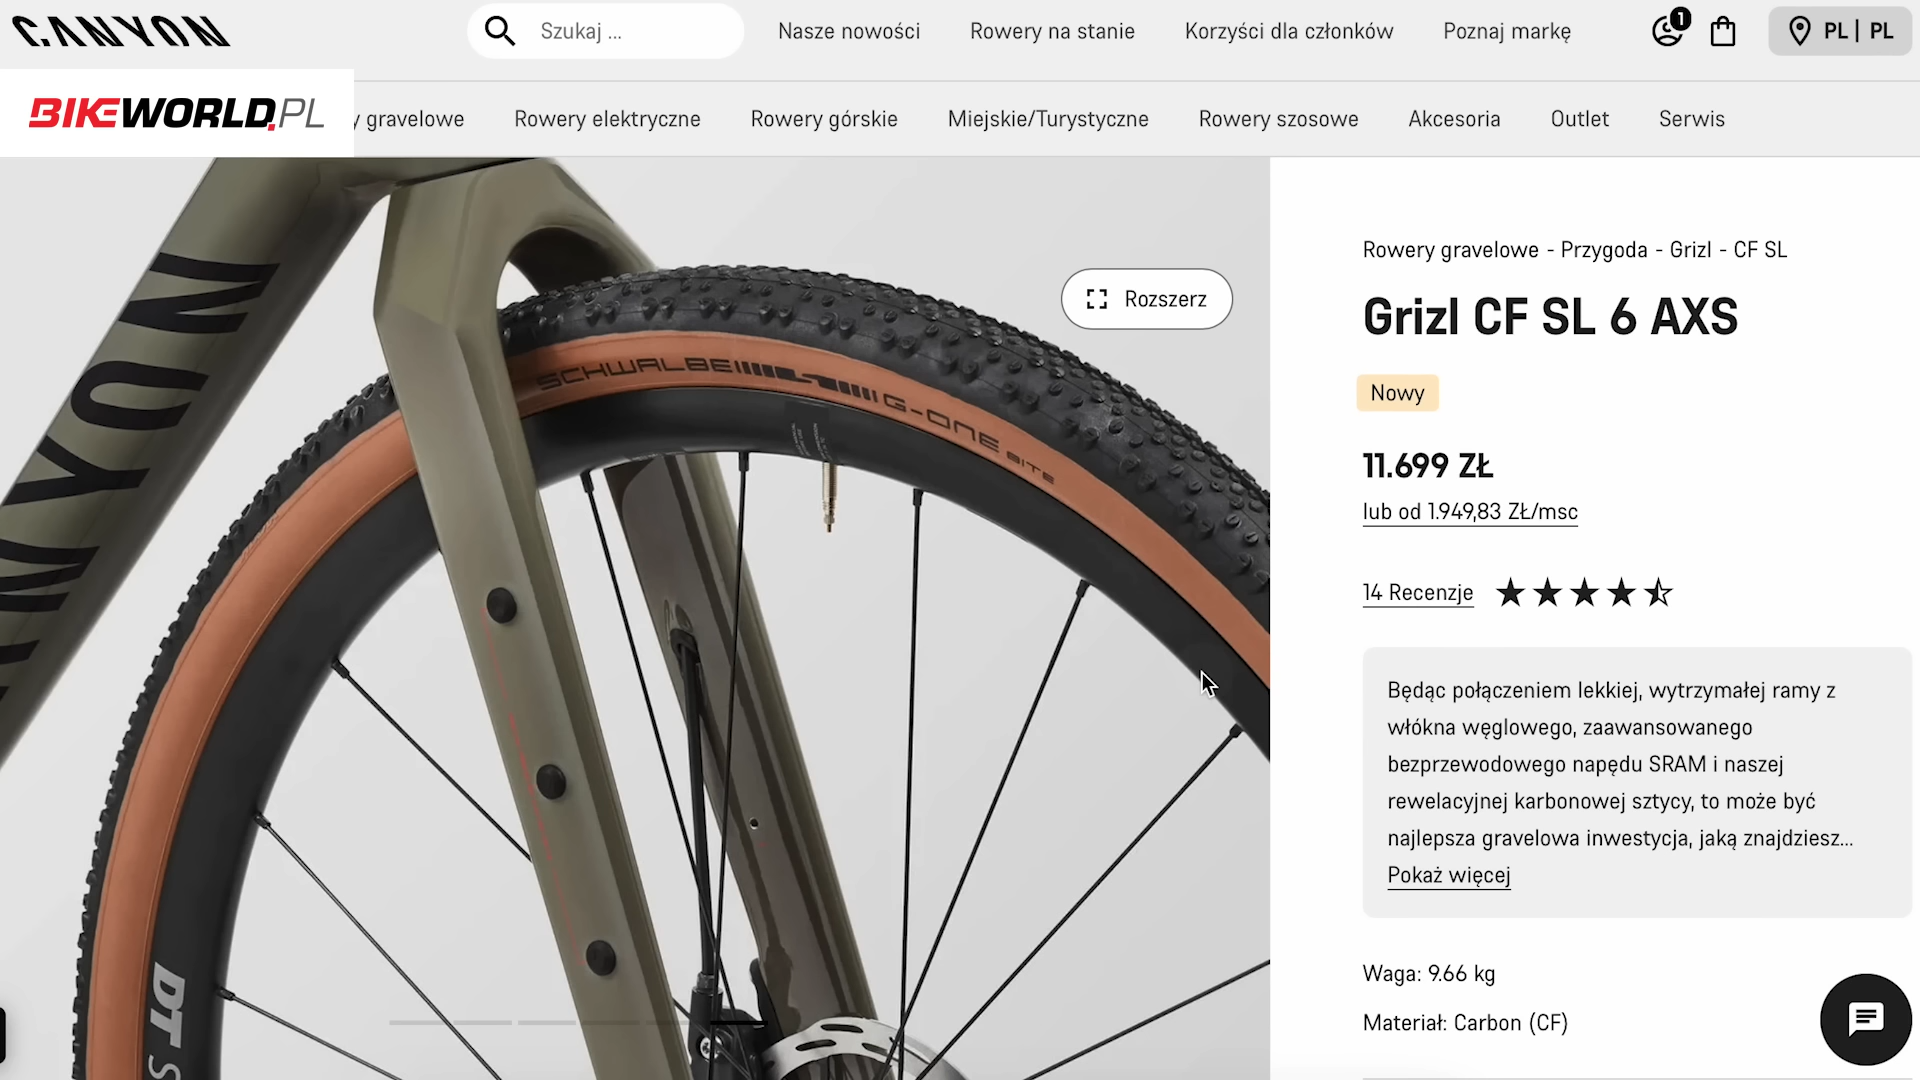 CANYON
Szukaj ...
Nasze nowości
Rowery na stanie
Korzyści dla członków
Poznaj markę
1
PL | PL
BIKEWORLD.PL
y gravelowe
Rowery elektryczne
Rowery górskie
Miejskie/Turystyczne
Rowery szosowe
Akcesoria
Outlet
Serwis
Rozszerz
CANYON
SCHWALBE G-ONE BITE
DT S
Rowery gravelowe - Przygoda - Grizl - CF SL
Grizl CF SL 6 AXS
Nowy
11.699 ZŁ
lub od 1.949,83 ZŁ/msc
14 Recenzje
Będąc połączeniem lekkiej, wytrzymałej ramy z
włókna węglowego, zaawansowanego
bezprzewodowego napędu SRAM i naszej
rewelacyjnej karbonowej sztycy, to może być
najlepsza gravelowa inwestycja, jaką znajdziesz...
Pokaż więcej
Waga: 9.66 kg
Materiał: Carbon (CF)